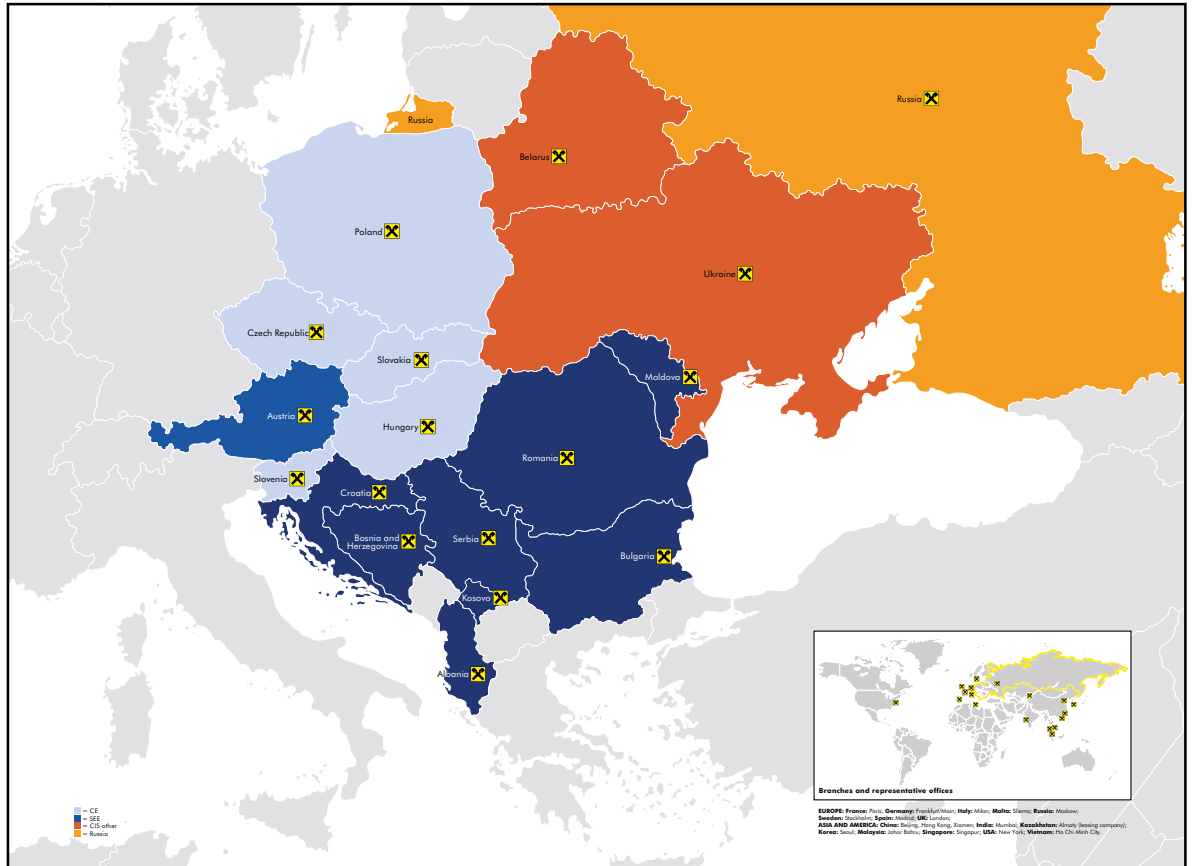 Russia
Russia
Belarus
Poland
Ukraine
Czech Republic
Slovakia
Moldova
Austria
Hungary
Romania
Slovenia
Croatia
Bosnia and
Herzegovina
Serbia
Bulgaria
Kosovo
Albania
= CE
= SEE
= CIS other
= Russia
Branches and representative offices
EUROPE: France: Paris; Germany: Frankfurt/Main; Italy: Milan, Malta: Sliema, Russia: Moskow;
Sweden: Stockholm; Spain: Madrid; UK: London;
ASIA AND AMERICA: China: Beijing, Hong Kong, Xiamen; India: Mumbai, Kazakhstan: Almaty (leasing company);
Korea: Seoul; Malaysia: Johor Bahru; Singapore: Singapur; USA: New York; Vietnam: Ho Chi Minh City.